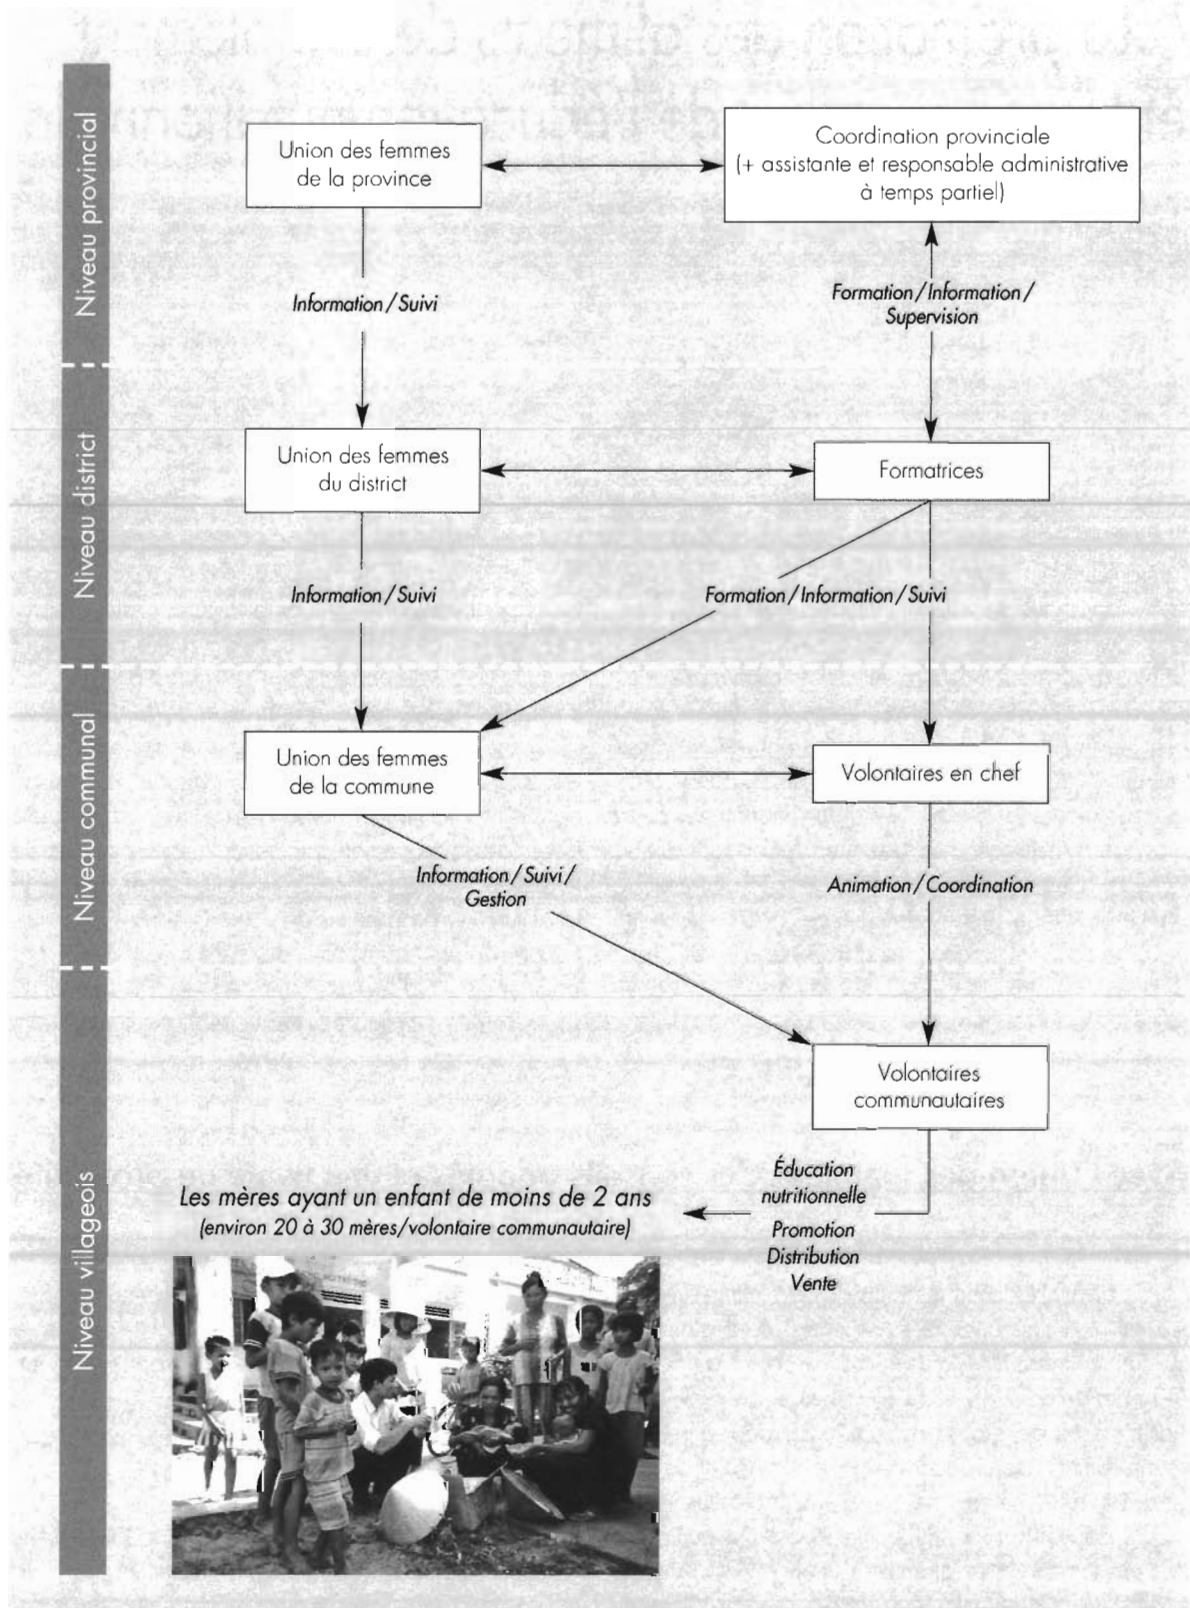 Niveau provincial
Union des femmes
de la province
Coordination provinciale
(+ assistante et responsable administrative
à temps partiel)
Information/Suivi
Formation/Information/
Supervision
Niveau district
Union des femmes
du district
Formatrices
Information/Suivi
Formation/Information/Suivi
Niveau communal
Union des femmes
de la commune
Volontaires en chef
Information/Suivi/
Gestion
Animation/Coordination
Niveau villageois
Volontaires
communautaires
Éducation
nutritionnelle
Promotion
Distribution
Vente
Les mères ayant un enfant de moins de 2 ans
(environ 20 à 30 mères/volontaire communautaire)